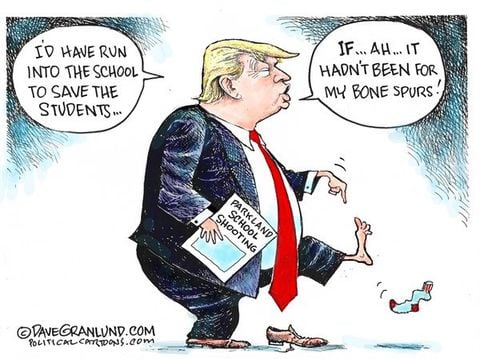 I'D HAVE RUN
INTO THE SCHOOL
TO SAVE THE
STUDENTS...
IF... AH... IT
HADN'T BEEN FOR
MY BONE SPURS!
PARKLAND
SCHOOL
SHOOTING
©DAVEGRANLUND.COM
POLITICALCARTOONS.COM